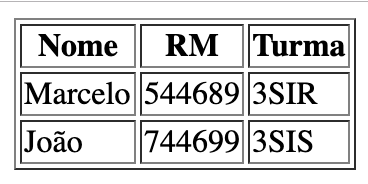 Nome RM Turma
Marcelo 544689 3SIR
João 744699 3SIS